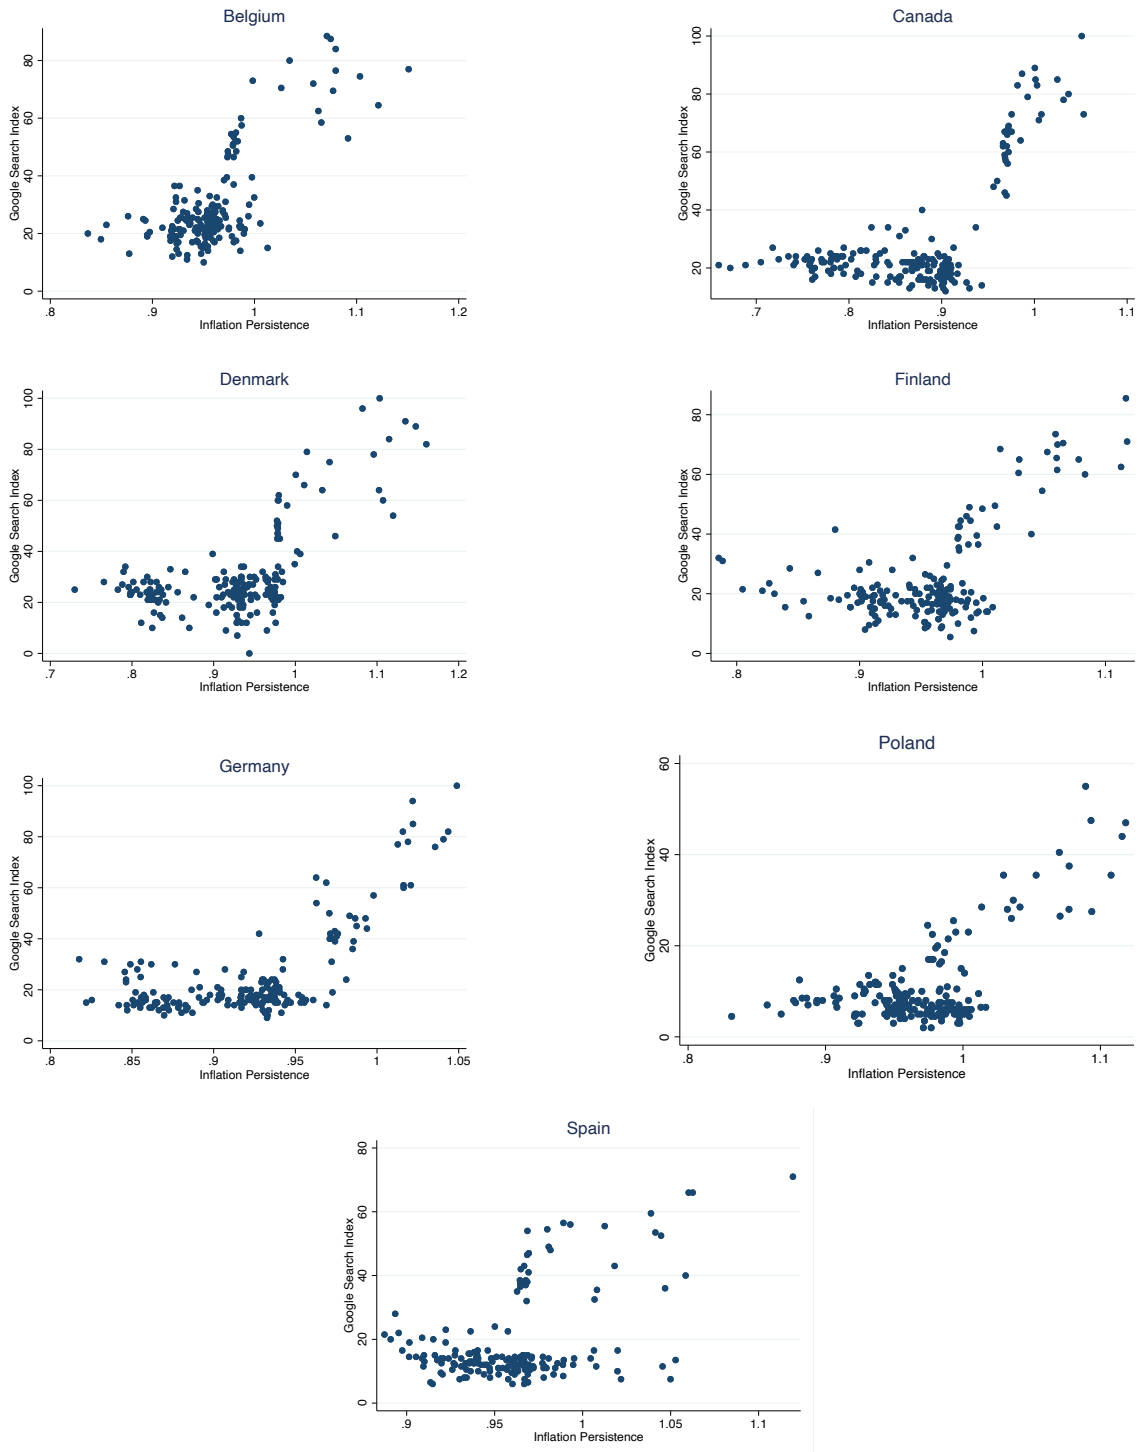 Belgium
Google Search Index
80
60
40
20
0
.8 .9 1 1.1 1.2
Inflation Persistence
Canada
Google Search Index
100
80
60
40
20
.7 .8 .9 1 1.1
Inflation Persistence
Denmark
Google Search Index
100
80
60
40
20
0
.7 .8 .9 1 1.1 1.2
Inflation Persistence
Finland
Google Search Index
80
60
40
20
0
.8 .9 1 1.1
Inflation Persistence
Germany
Google Search Index
100
80
60
40
20
0
.8 .85 .9 .95 1 1.05
Inflation Persistence
Poland
Google Search Index
60
40
20
0
.8 .9 1 1.1
Inflation Persistence
Spain
Google Search Index
80
60
40
20
0
.9 .95 1 1.05 1.1
Inflation Persistence